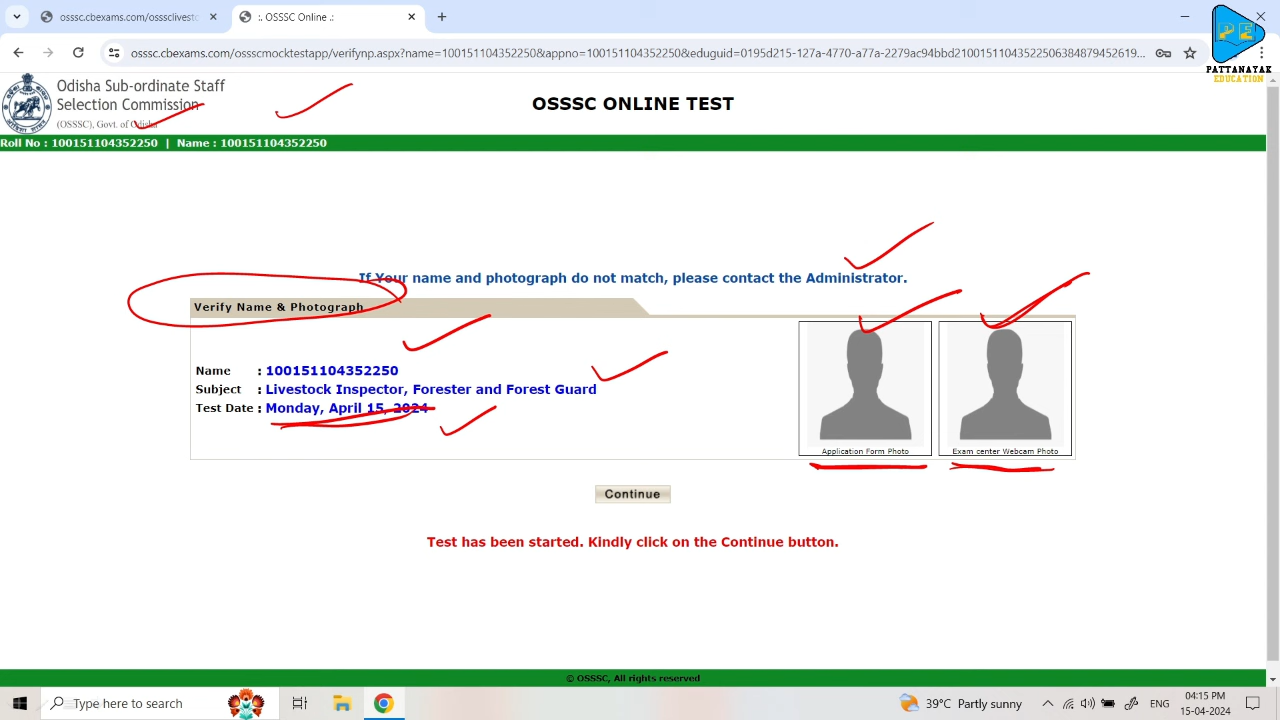 osssc.cbexams.com/ossclivest
:. OSSSC Online .:
osssc.cbexams.com/ossscmocktestapp/verifynp.aspx?name=100151104352250&appno=100151104352250&eduguid=0195d215-127a-4770-a77a-2279ac94bbd21001511043522506384879452619...
PE
PATTANAYAK
EDUCATION
Odisha Sub-ordinate Staff
Selection Commission
(OSSSC), Govt. of Odisha
OSSSC ONLINE TEST
Roll No : 100151104352250 | Name : 100151104352250
If Your name and photograph do not match, please contact the Administrator.
Verify Name & Photograph
Name : 100151104352250
Subject : Livestock Inspector, Forester and Forest Guard
Test Date : Monday, April 15, 2024
Application Form Photo
Exam center Webcam Photo
Continue
Test has been started. Kindly click on the Continue button.
© OSSSC, All rights reserved
Type here to search
39°C Partly sunny
ENG
04:15 PM
15-04-2024